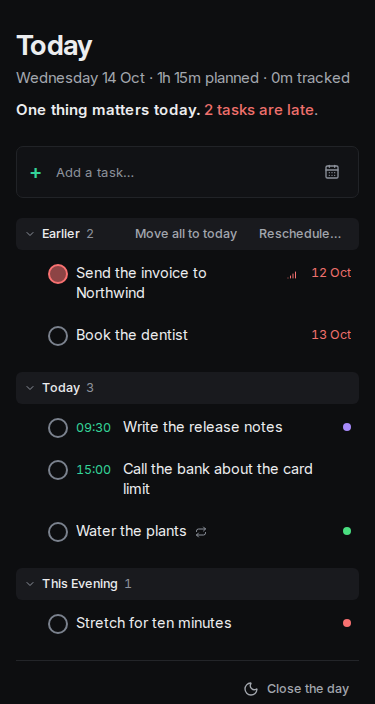 Today
Wednesday 14 Oct · 1h 15m planned · 0m tracked
One thing matters today. 2 tasks are late.
Add a task...
Earlier 2 Move all to today Reschedule...
Send the invoice to 12 Oct
Northwind
Book the dentist 13 Oct
Today 3
09:30 Write the release notes
15:00 Call the bank about the card
limit
Water the plants
This Evening 1
Stretch for ten minutes
Close the day